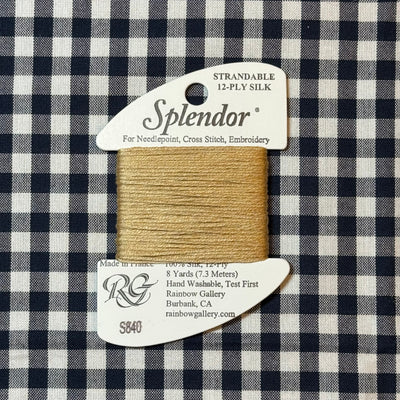 STRANDABLE
12-PLY SILK
Splendor ®
For Needlepoint, Cross Stitch, Embroidery
Made in France
100% Silk, 12-Ply
8 Yards (7.3 Meters)
RG
Hand Washable, Test First
Rainbow Gallery
Burbank, CA
rainbowgallery.com
S840